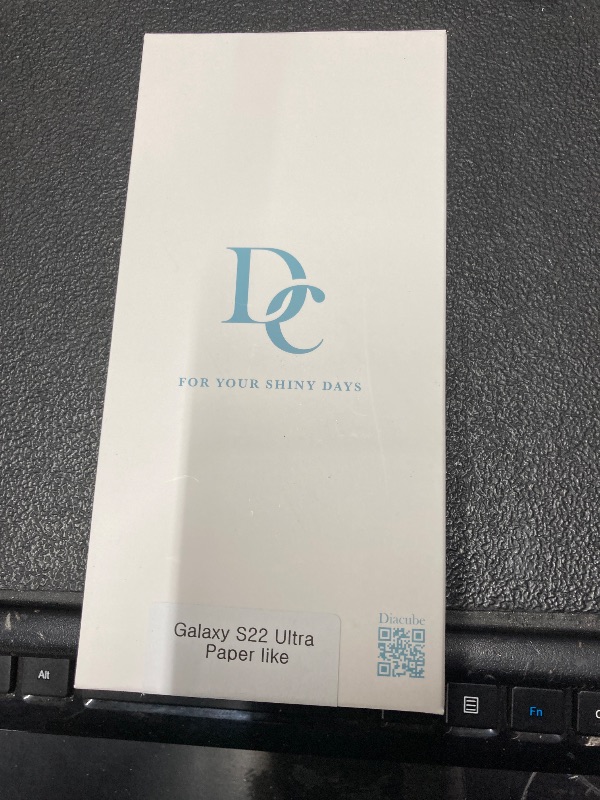 DC
FOR YOUR SHINY DAYS
Diacube
Galaxy S22 Ultra
Paper like
Alt
Fn